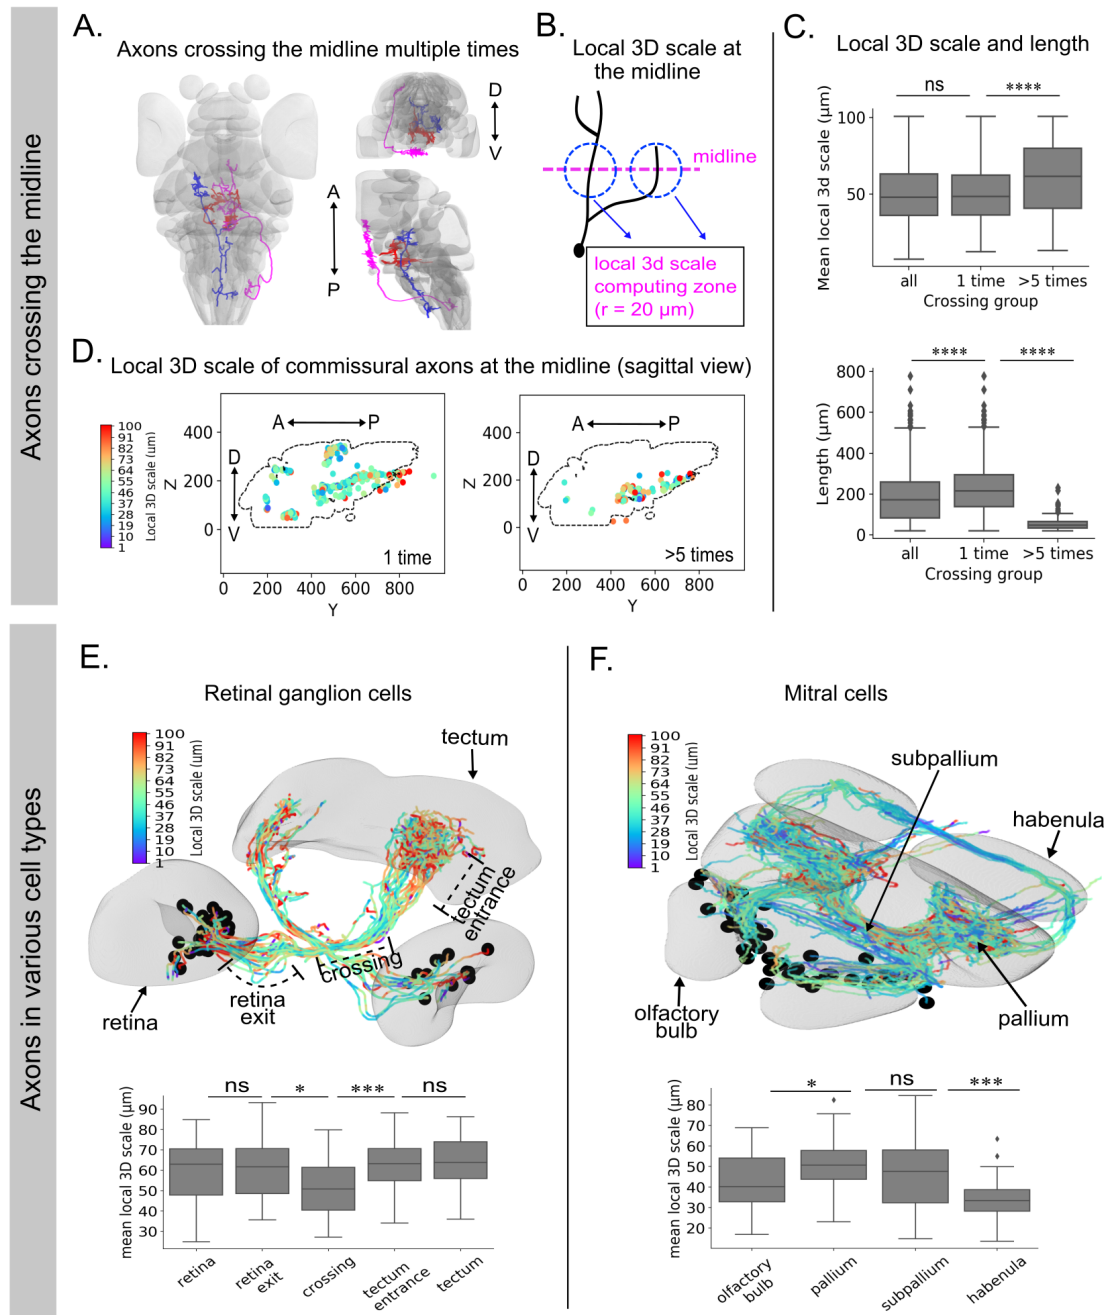 Axons crossing the midline
A.
Axons crossing the midline multiple times
D
V
A
P
B.
Local 3D scale at
the midline
midline
local 3d scale
computing zone
(r = 20 µm)
C.
Local 3D scale and length
ns
****
Mean local 3d scale (µm)
100
50
all
1 time
>5 times
Crossing group
****
****
Length (µm)
800
600
400
200
0
all
1 time
>5 times
Crossing group
D.
Local 3D scale of commissural axons at the midline (sagittal view)
100
91
82
73
64
55
46
37
28
19
10
1
Local 3D scale (um)
D
V
A
P
Z
400
200
0
1 time
0
200
400
600
800
Y
D
V
A
P
Z
400
200
0
>5 times
0
200
400
600
800
Y
Axons in various cell types
E.
Retinal ganglion cells
100
91
82
73
64
55
46
37
28
19
10
1
Local 3D scale (um)
tectum
tectum
entrance
crossing
retina
exit
retina
ns
*
***
ns
mean local 3D scale (µm)
90
80
70
60
50
40
30
retina
retina
exit
crossing
tectum
entrance
tectum
F.
Mitral cells
100
91
82
73
64
55
46
37
28
19
10
1
Local 3D scale (um)
subpallium
habenula
olfactory
bulb
pallium
*
ns
***
mean local 3D scale (µm)
80
70
60
50
40
30
20
olfactory
bulb
pallium
subpallium
habenula